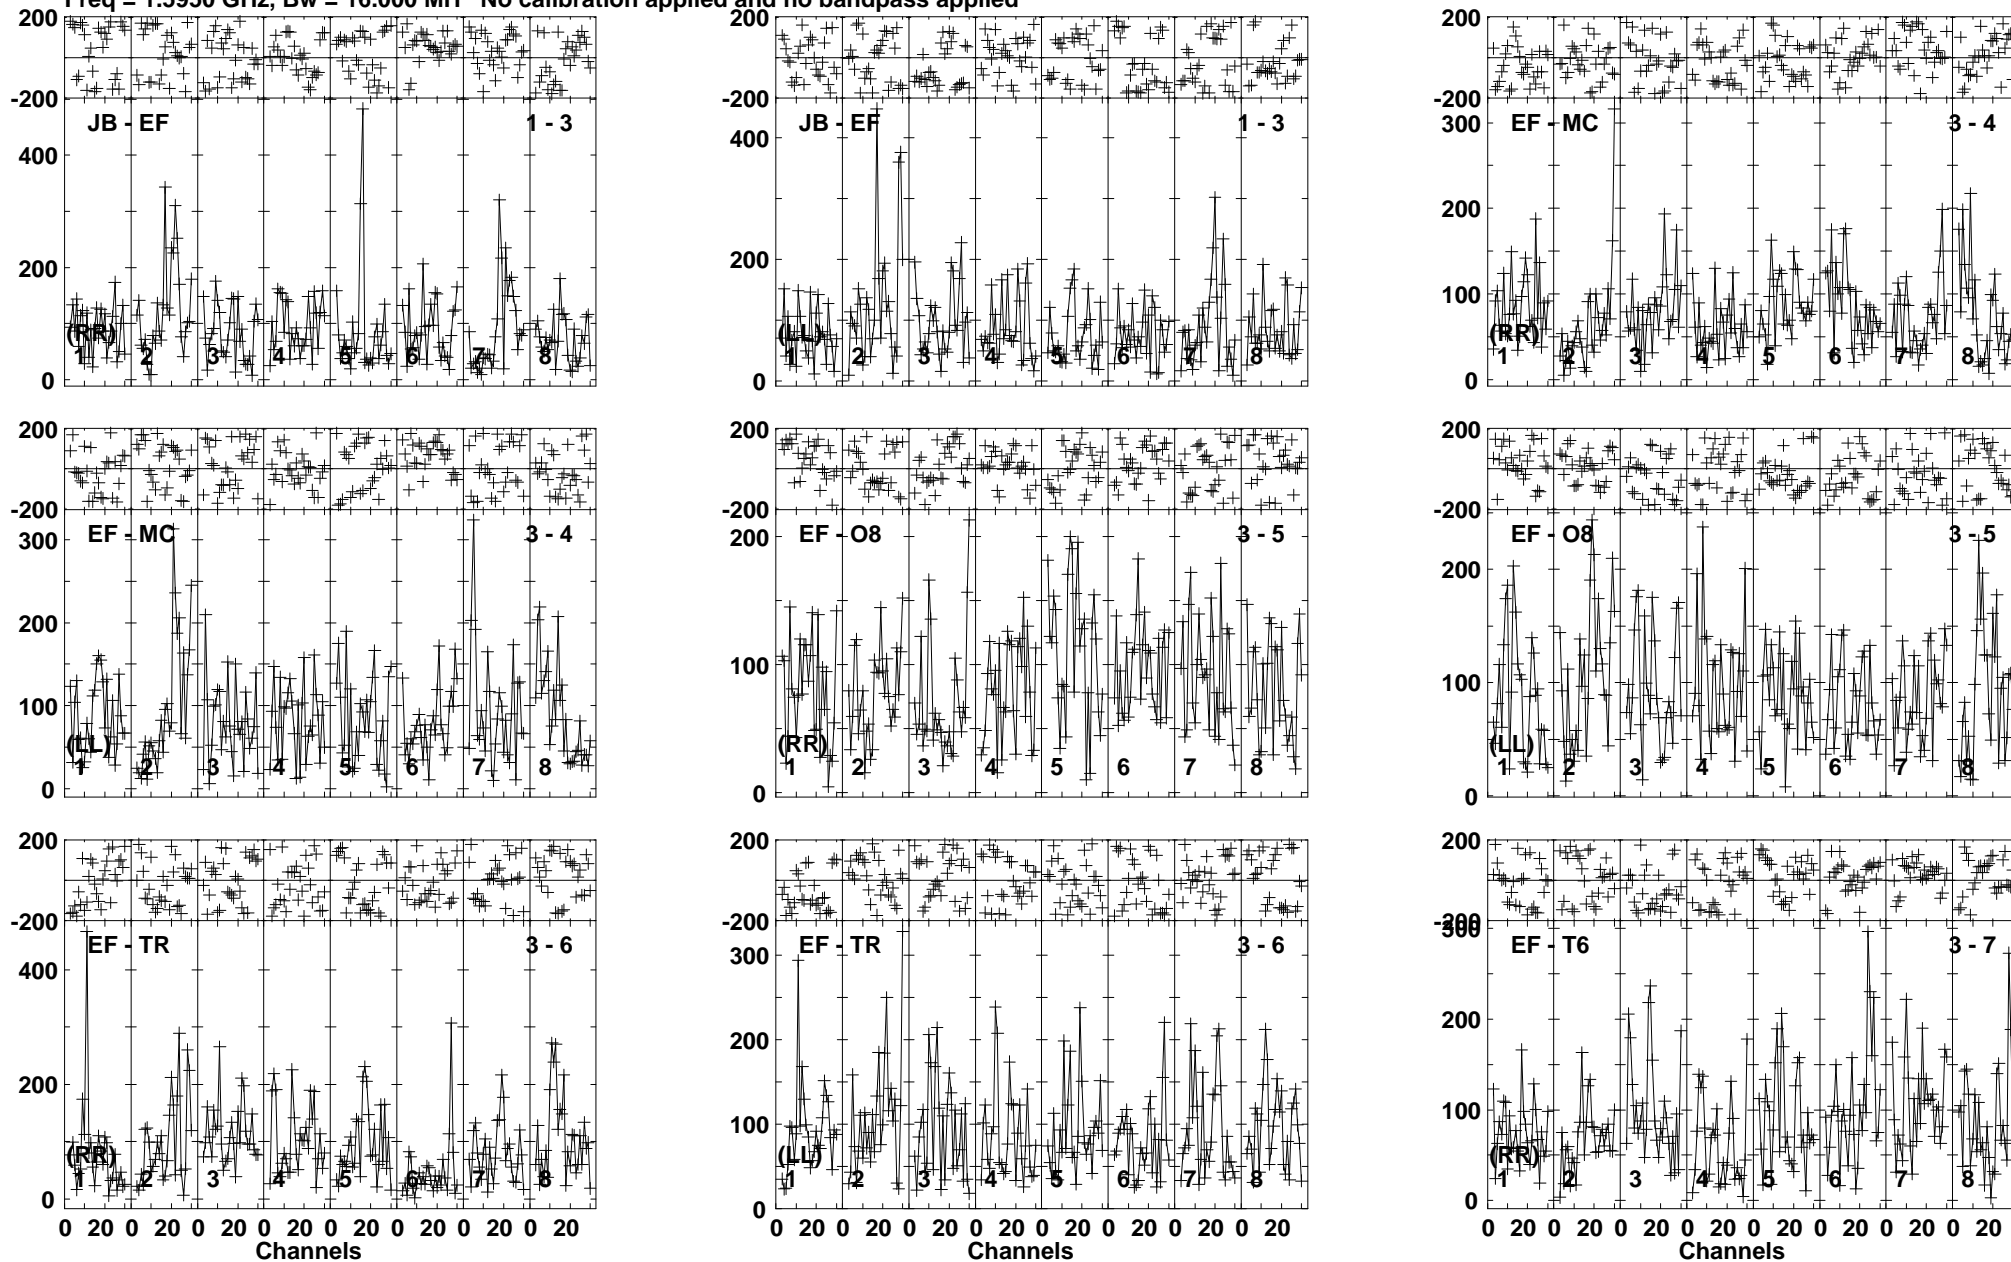 Freq = 1.5950 GHz, Bw = 16.000 MH No calibration applied and no bandpass applied
200 200 200
-200 -200 -200
JB - EF 1 - 3 JB - EF 1 - 3 EF - MC 3 - 4
400 400 300
200 200 200
100
(RR) (LL) (RR)
1 2 3 4 5 6 7 8 1 2 3 4 5 6 7 8 1 2 3 4 5 6 7 8
0 0 0
200 200 200
-200 -200 -200
EF - MC 3 - 4 EF - O8 3 - 5 EF - O8 3 - 5
300 200 200
200
100 100 100
(LL) (RR) (LL)
1 2 3 4 5 6 7 8 1 2 3 4 5 6 7 8 1 2 3 4 5 6 7 8
0 0 0
200 200 200
-200 -200 -200
300
EF - TR 3 - 6 EF - TR 3 - 6 EF - T6 3 - 7
400 300
200 200 200
100 100
(RR) (LL) (RR)
1 2 3 4 5 6 7 8 1 2 3 4 5 6 7 8 1 2 3 4 5 6 7 8
0 0 0
0 20 0 20 0 20 0 20 0 20 0 20 0 20 0 20 0 20 0 20 0 20 0 20 0 20 0 20 0 20 0 20 0 20 0 20 0 20 0 20 0 20 0 20 0 20 0 20
Channels Channels Channels